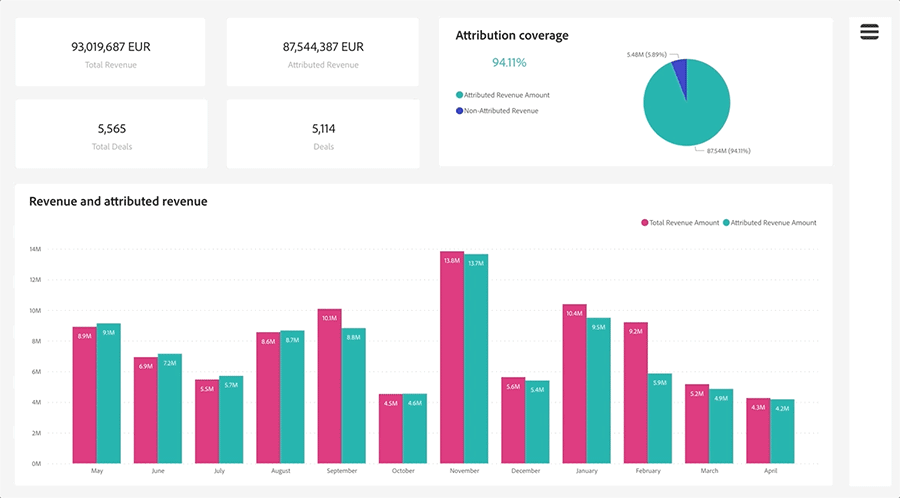 93,019,687 EUR
Total Revenue
87,544,387 EUR
Attributed Revenue
5,565
Total Deals
5,114
Deals
Attribution coverage
94.11%
Attributed Revenue Amount
Non-Attributed Revenue
5.48M (5.89%)
87.54M (94.11%)
Revenue and attributed revenue
Total Revenue Amount Attributed Revenue Amount
14M
12M
10M
8M
6M
4M
2M
0M
8.9M 9.1M
6.9M 7.2M
5.5M 5.7M
8.6M 8.7M
10.1M 8.8M
4.5M 4.6M
13.8M 13.7M
5.6M 5.4M
10.4M 9.5M
9.2M 5.9M
5.2M 4.9M
4.3M 4.2M
May June July August September October November December January February March April